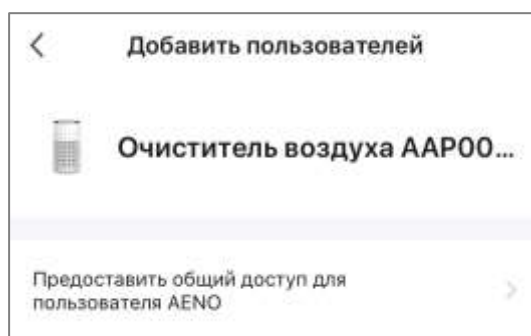 Добавить пользователей
Очиститель воздуха AAP00...
Предоставить общий доступ для
пользователя AENO